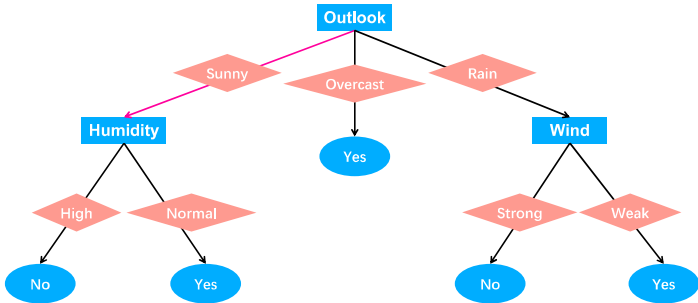 Outlook
Sunny
Overcast
Rain
Humidity
Yes
Wind
High
Normal
Strong
Weak
No
Yes
No
Yes